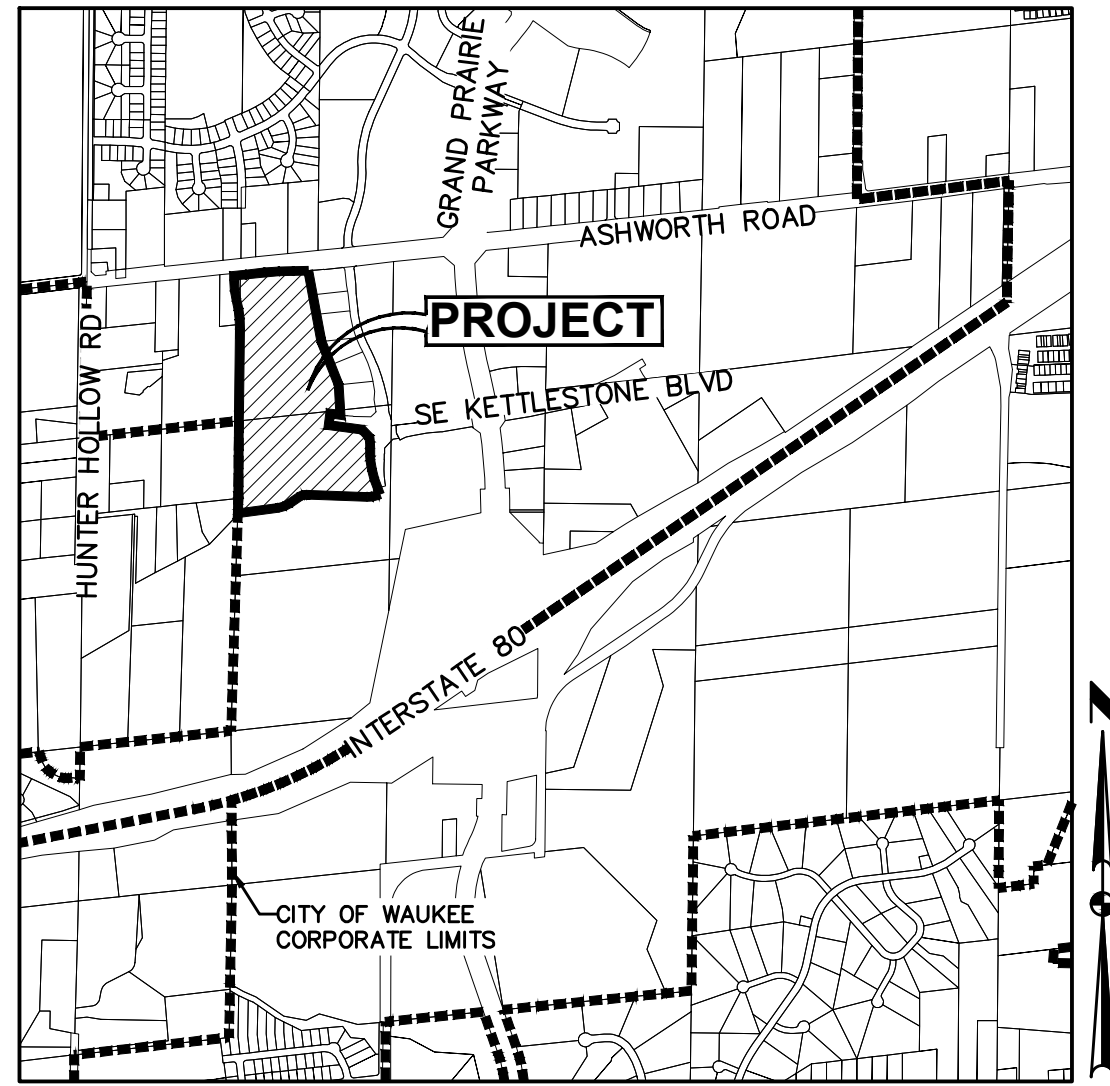 GRAND PRAIRIE
PARKWAY
ASHWORTH ROAD
PROJECT
HUNTER HOLLOW RD
SE KETTLESTONE BLVD
INTERSTATE 80
CITY OF WAUKEE
CORPORATE LIMITS
N